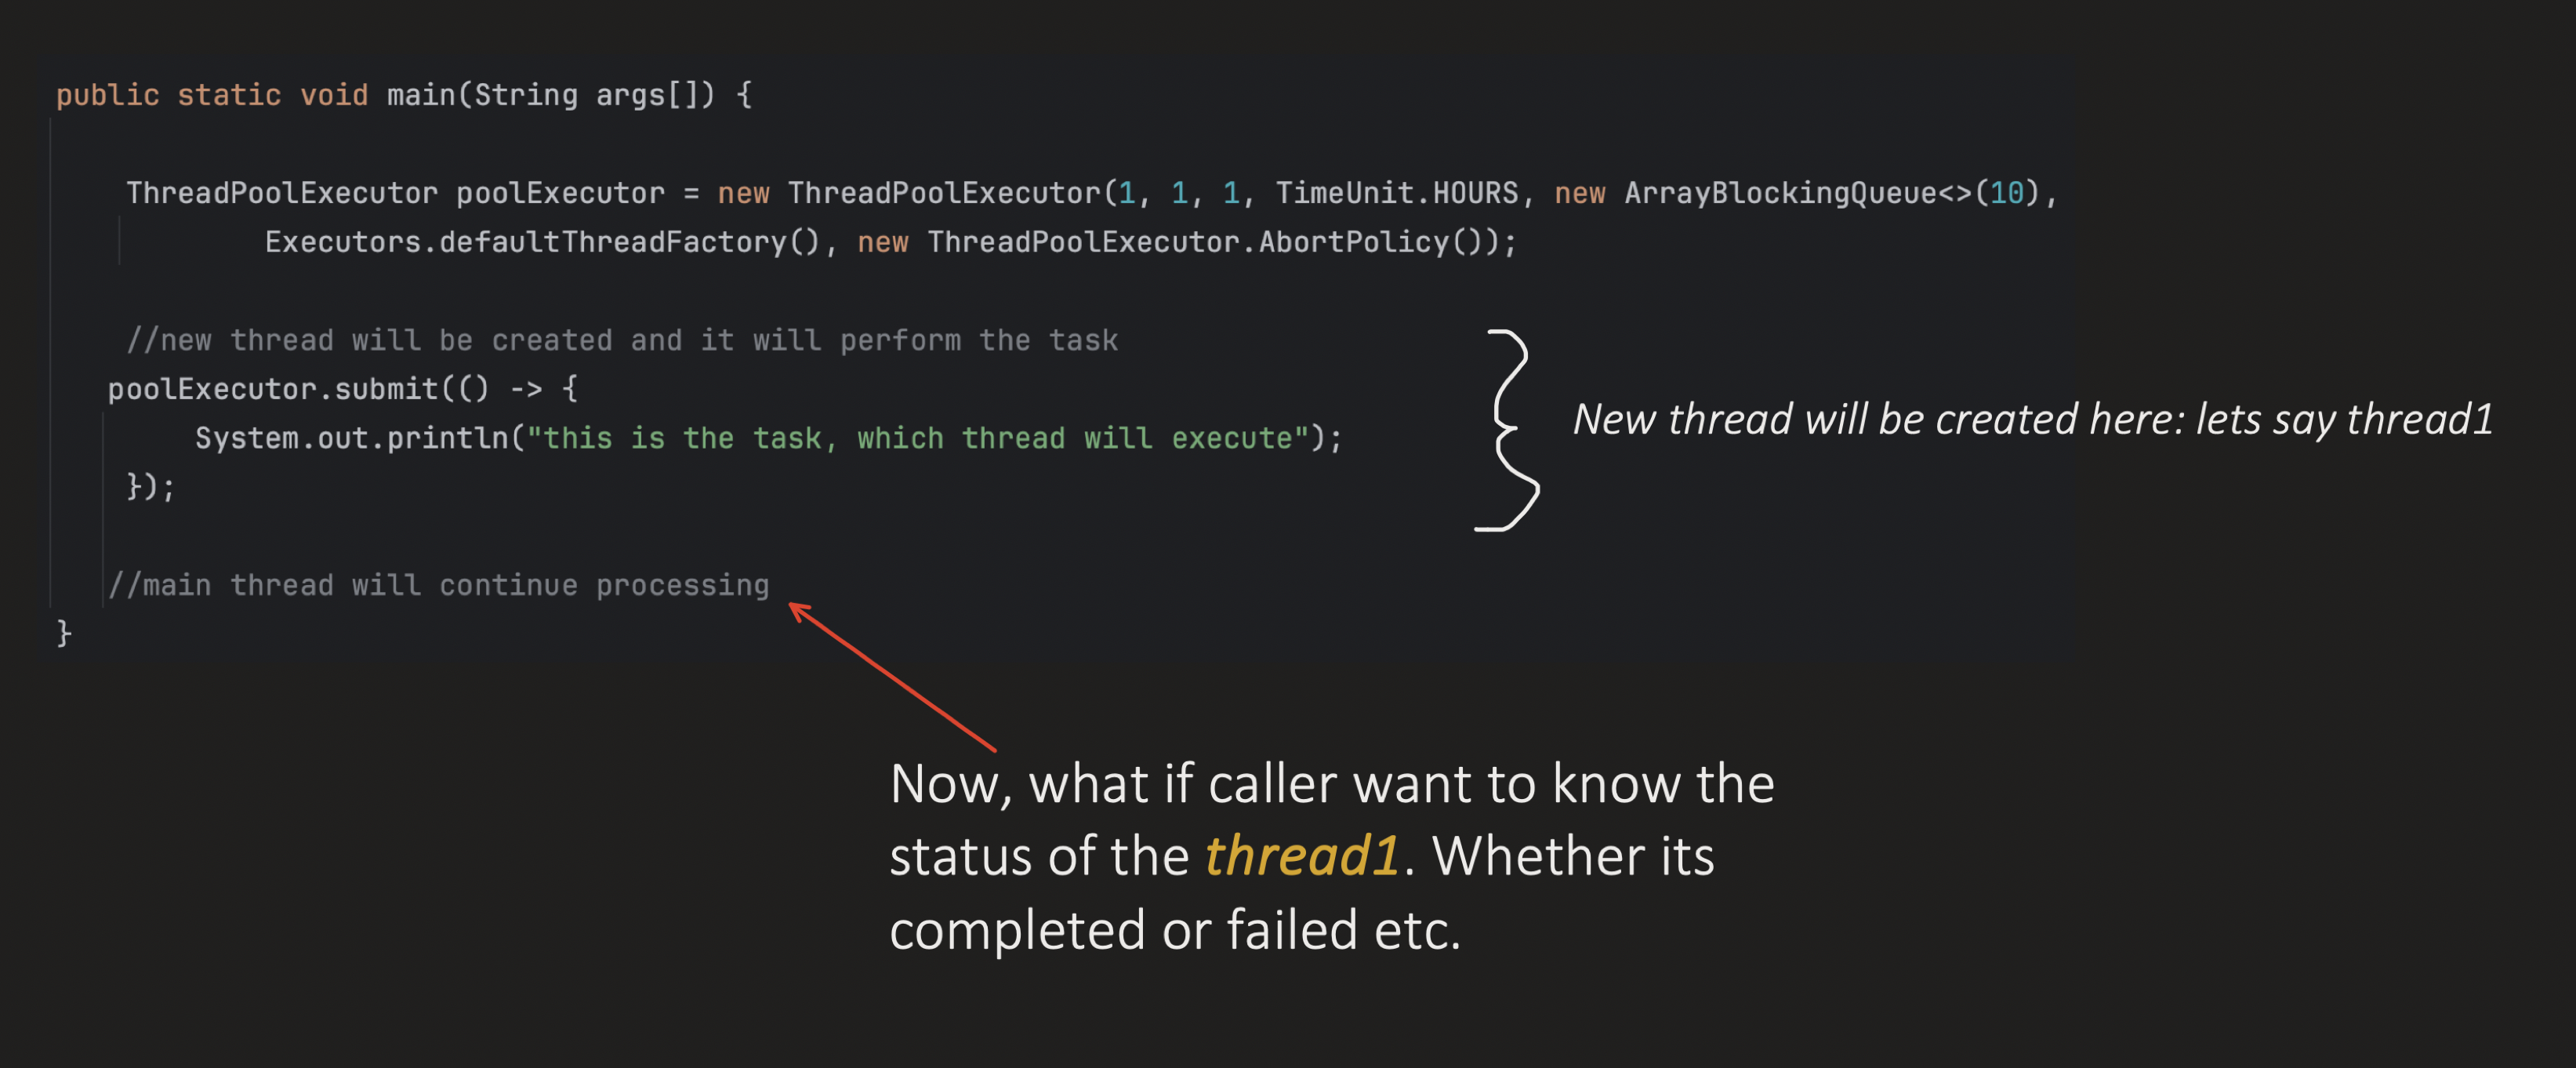 public static void main(String args[]) {
ThreadPoolExecutor poolExecutor = new ThreadPoolExecutor(1, 1, 1, TimeUnit.HOURS, new ArrayBlockingQueue<>(10),
Executors.defaultThreadFactory(), new ThreadPoolExecutor.AbortPolicy());
//new thread will be created and it will perform the task
poolExecutor.submit(() -> {
System.out.println("this is the task, which thread will execute");
});
New thread will be created here: lets say thread1
//main thread will continue processing
}
Now, what if caller want to know the
status of the thread1. Whether its
completed or failed etc.